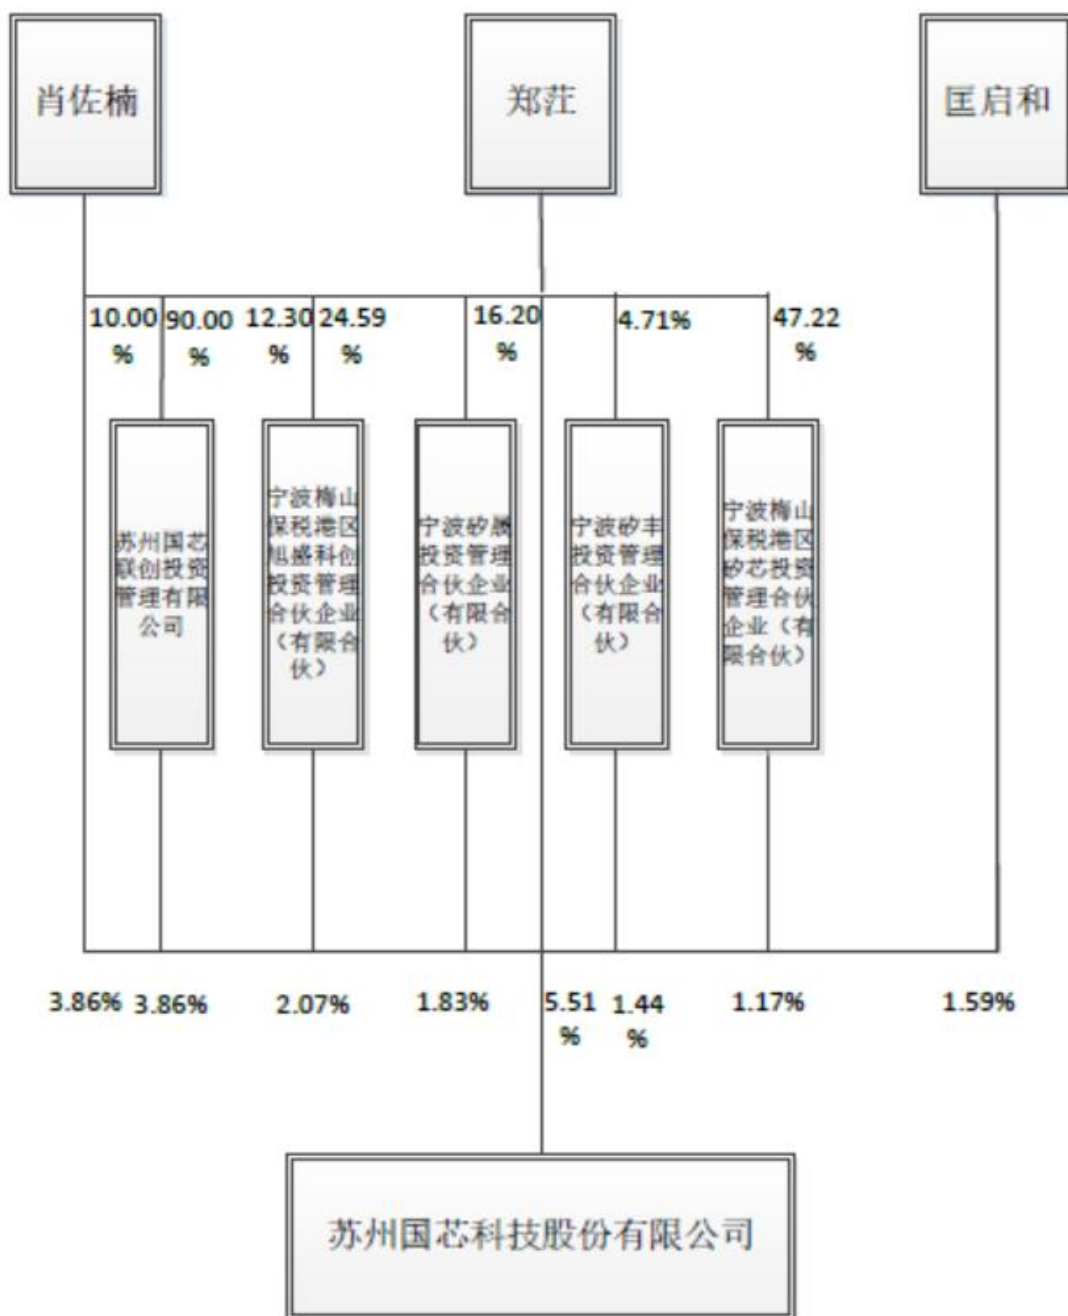 肖佐楠
郑茳
匡启和
10.00
%
90.00
%
12.30
%
24.59
%
16.20
%
4.71%
47.22
%
苏州国芯
联创投资
管理有限
公司
宁波梅山
保税港区
旭盛科创
投资管理
合伙企业
（有限合
伙）
宁波矽晟
投资管理
合伙企业
（有限合
伙）
宁波矽丰
投资管理
合伙企业
（有限合
伙）
宁波梅山
保税港区
矽芯投资
管理合伙
企业（有
限合伙）
3.86%
3.86%
2.07%
1.83%
5.51
%
1.44
%
1.17%
1.59%
苏州国芯科技股份有限公司